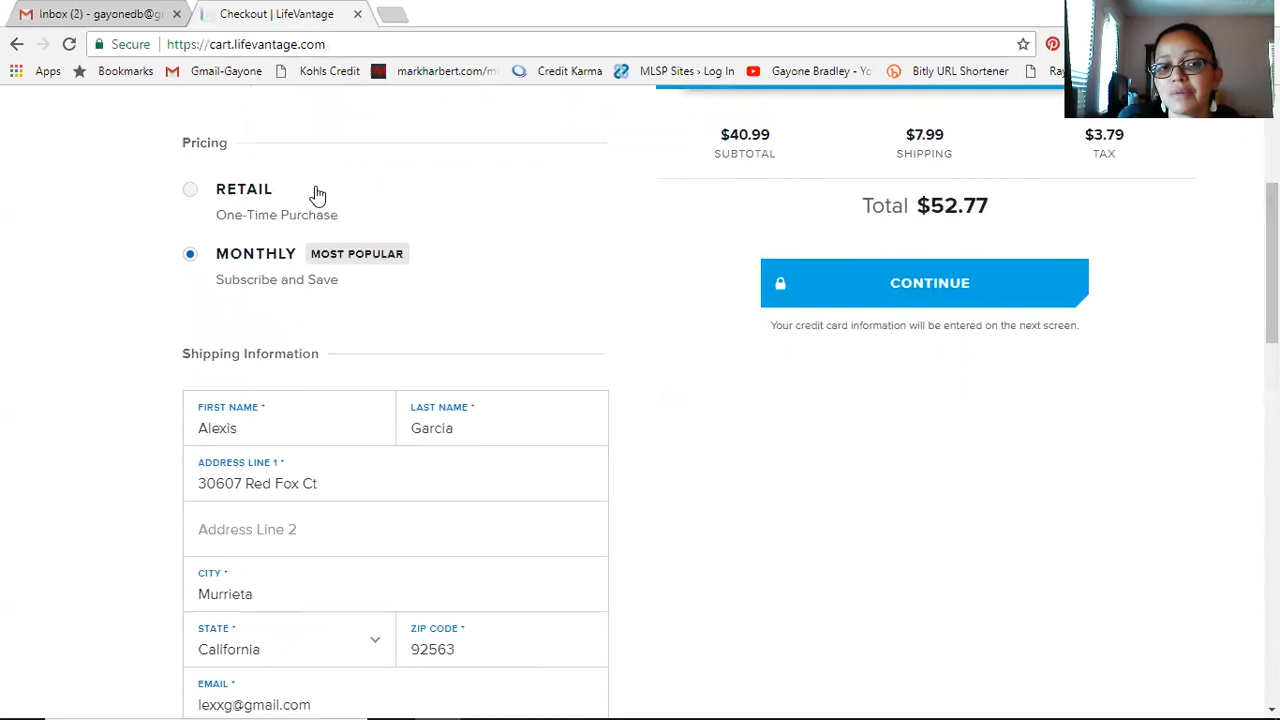 Inbox (2) - gayonedb@g
Checkout | LifeVantage
Secure https://cart.lifevantage.com
Apps Bookmarks Gmail-Gayone Kohls Credit markharbert.com/m Credit Karma MLSP Sites › Log In Gayone Bradley - Yo Bitly URL Shortener Ray
Pricing
RETAIL
One-Time Purchase
MONTHLY MOST POPULAR
Subscribe and Save
Shipping Information
FIRST NAME *
Alexis
LAST NAME *
Garcia
ADDRESS LINE 1 *
30607 Red Fox Ct
Address Line 2
CITY *
Murrieta
STATE *
California
ZIP CODE *
92563
EMAIL *
lexxg@gmail.com
$40.99 $7.99 $3.79
SUBTOTAL SHIPPING TAX
Total $52.77
CONTINUE
Your credit card information will be entered on the next screen.